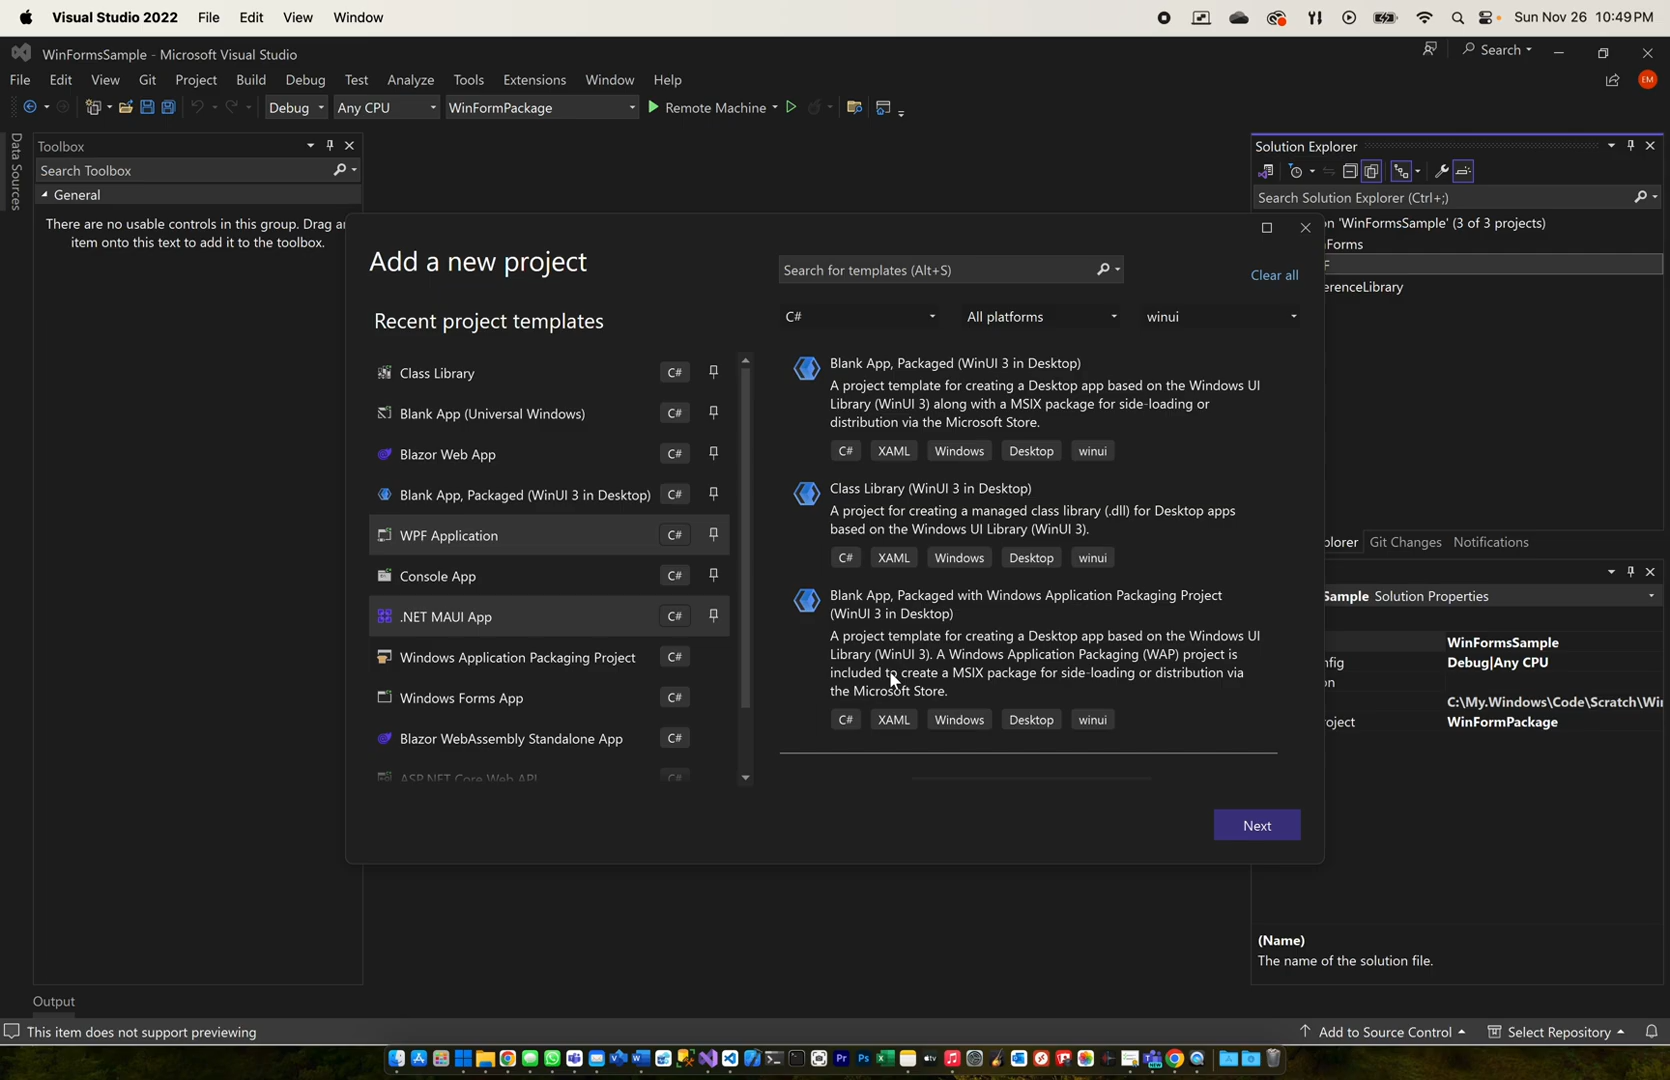 Visual Studio 2022 File Edit View Window Sun Nov 26 10:49 PM
WinFormsSample - Microsoft Visual Studio Search
File Edit View Git Project Build Debug Test Analyze Tools Extensions Window Help EM
Debug Any CPU WinFormPackage Remote Machine
Data Sources
Toolbox
Search Toolbox
General
There are no usable controls in this group. Drag an
item onto this text to add it to the toolbox.
Add a new project
Search for templates (Alt+S)
Clear all
Recent project templates
C# All platforms winui
Class Library C#
Blank App (Universal Windows) C#
Blazor Web App C#
Blank App, Packaged (WinUI 3 in Desktop) C#
WPF Application C#
Console App C#
.NET MAUI App C#
Windows Application Packaging Project C#
Windows Forms App C#
Blazor WebAssembly Standalone App C#
ASP.NET Core Web API C#
Blank App, Packaged (WinUI 3 in Desktop)
A project template for creating a Desktop app based on the Windows UI
Library (WinUI 3) along with a MSIX package for side-loading or
distribution via the Microsoft Store.
C# XAML Windows Desktop winui
Class Library (WinUI 3 in Desktop)
A project for creating a managed class library (.dll) for Desktop apps
based on the Windows UI Library (WinUI 3).
C# XAML Windows Desktop winui
Blank App, Packaged with Windows Application Packaging Project
(WinUI 3 in Desktop)
A project template for creating a Desktop app based on the Windows UI
Library (WinUI 3). A Windows Application Packaging (WAP) project is
included to create a MSIX package for side-loading or distribution via
the Microsoft Store.
C# XAML Windows Desktop winui
Next
Solution Explorer
Search Solution Explorer (Ctrl+;)
n 'WinFormsSample' (3 of 3 projects)
Forms
F
erenceLibrary
plorer Git Changes Notifications
Sample Solution Properties
WinFormsSample
nfig Debug|Any CPU
on
C:\My.Windows\Code\Scratch\Wi
oject WinFormPackage
(Name)
The name of the solution file.
Output
This item does not support previewing Add to Source Control Select Repository